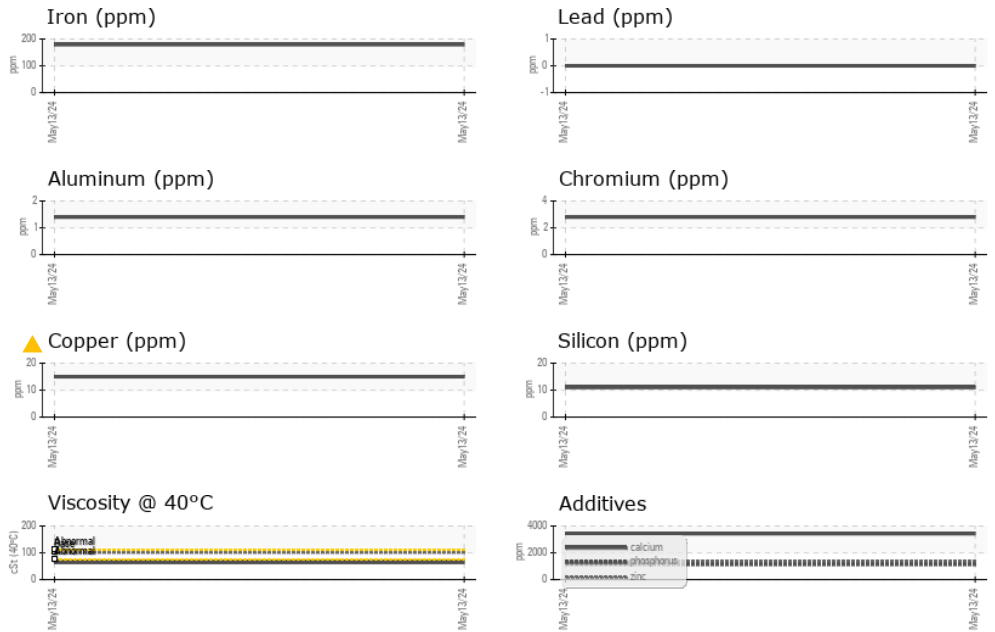 Iron (ppm)
200
100
0
ppm
May13/24
May13/24
Lead (ppm)
1
0
-1
ppm
May13/24
May13/24
Aluminum (ppm)
2
1
0
ppm
May13/24
May13/24
Chromium (ppm)
4
2
0
ppm
May13/24
May13/24
Copper (ppm)
20
10
0
ppm
May13/24
May13/24
Silicon (ppm)
20
10
0
ppm
May13/24
May13/24
Viscosity @ 40°C
200
100
0
cSt (40°C)
Abnormal
Abnormal
May13/24
May13/24
Additives
4000
2000
0
ppm
calcium
phosphorus
zinc
May13/24
May13/24